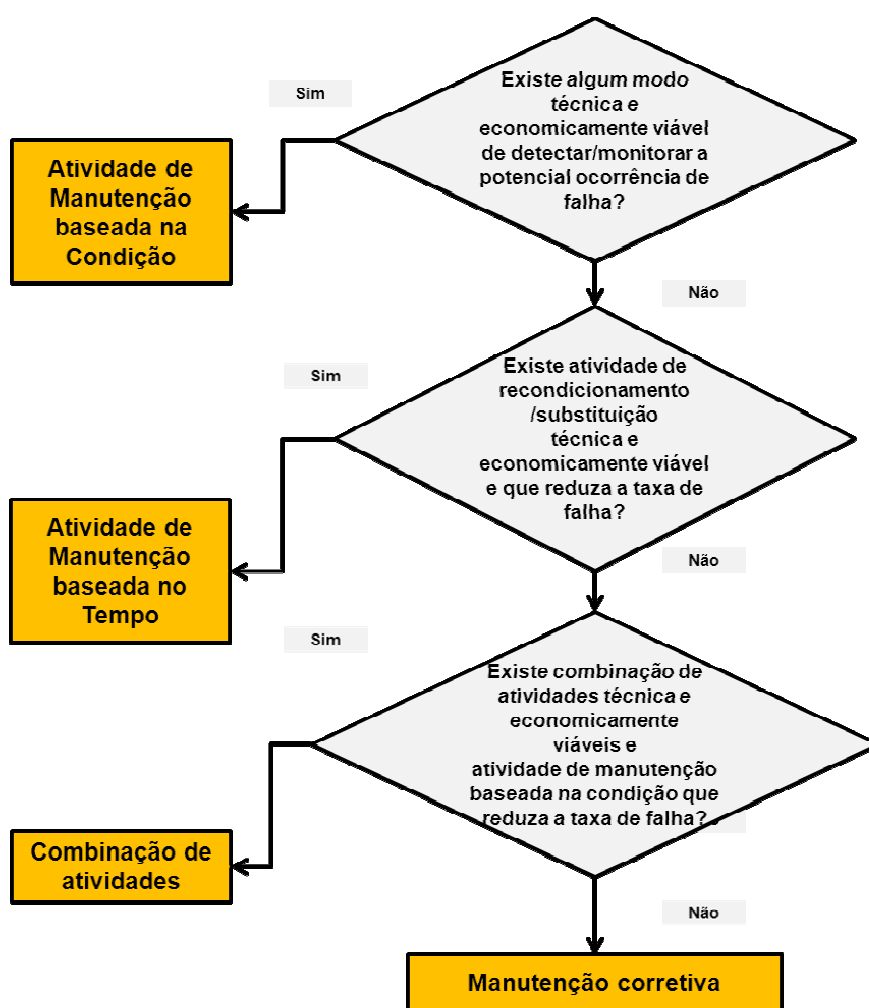 Existe algum modo
técnica e
economicamente viável
de detectar/monitorar a
potencial ocorrência de
falha?
Sim
Atividade de
Manutenção
baseada na
Condição
Não
Existe atividade de
recondicionamento
/substituição
técnica e
economicamente viável
e que reduza a taxa de
falha?
Sim
Atividade de
Manutenção
baseada no
Tempo
Não
Existe combinação de
atividades técnica e
economicamente
viáveis e
atividade de manutenção
baseada na condição que
reduza a taxa de falha?
Sim
Combinação de
atividades
Não
Manutenção corretiva